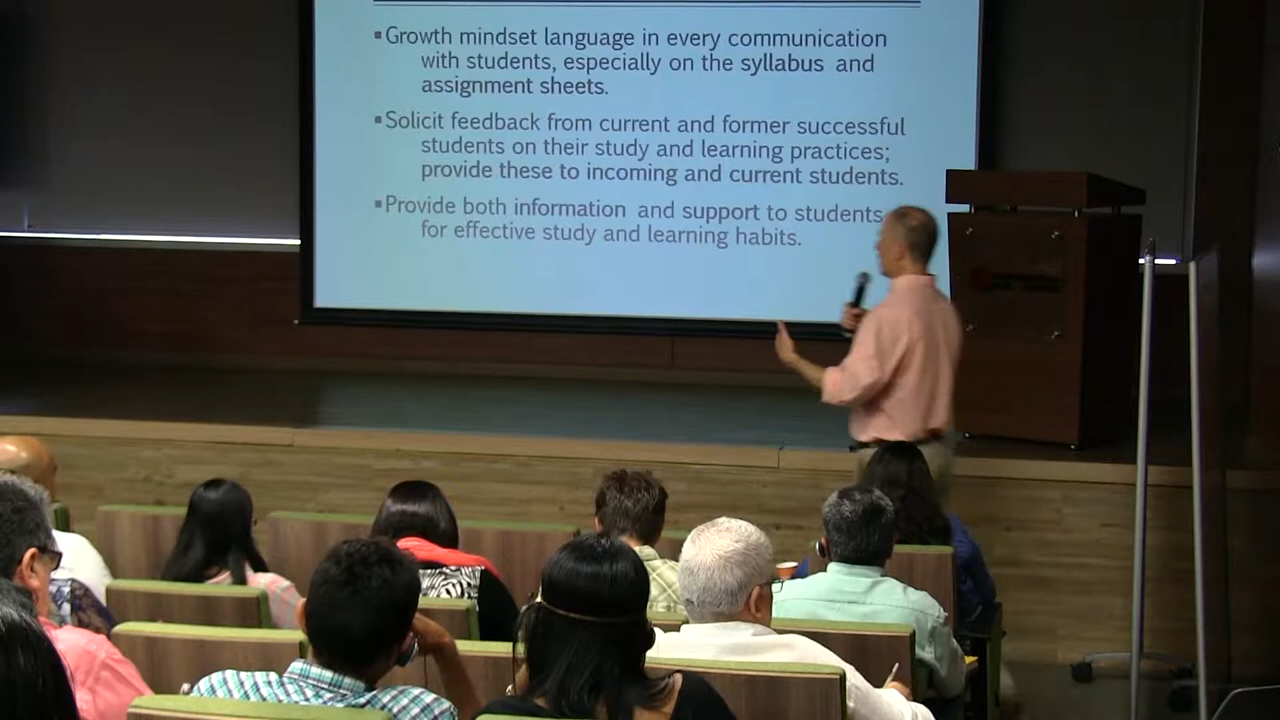 ▪Growth mindset language in every communication
with students, especially on the syllabus and
assignment sheets.
▪Solicit feedback from current and former successful
students on their study and learning practices;
provide these to incoming and current students.
▪Provide both information and support to students
for effective study and learning habits.